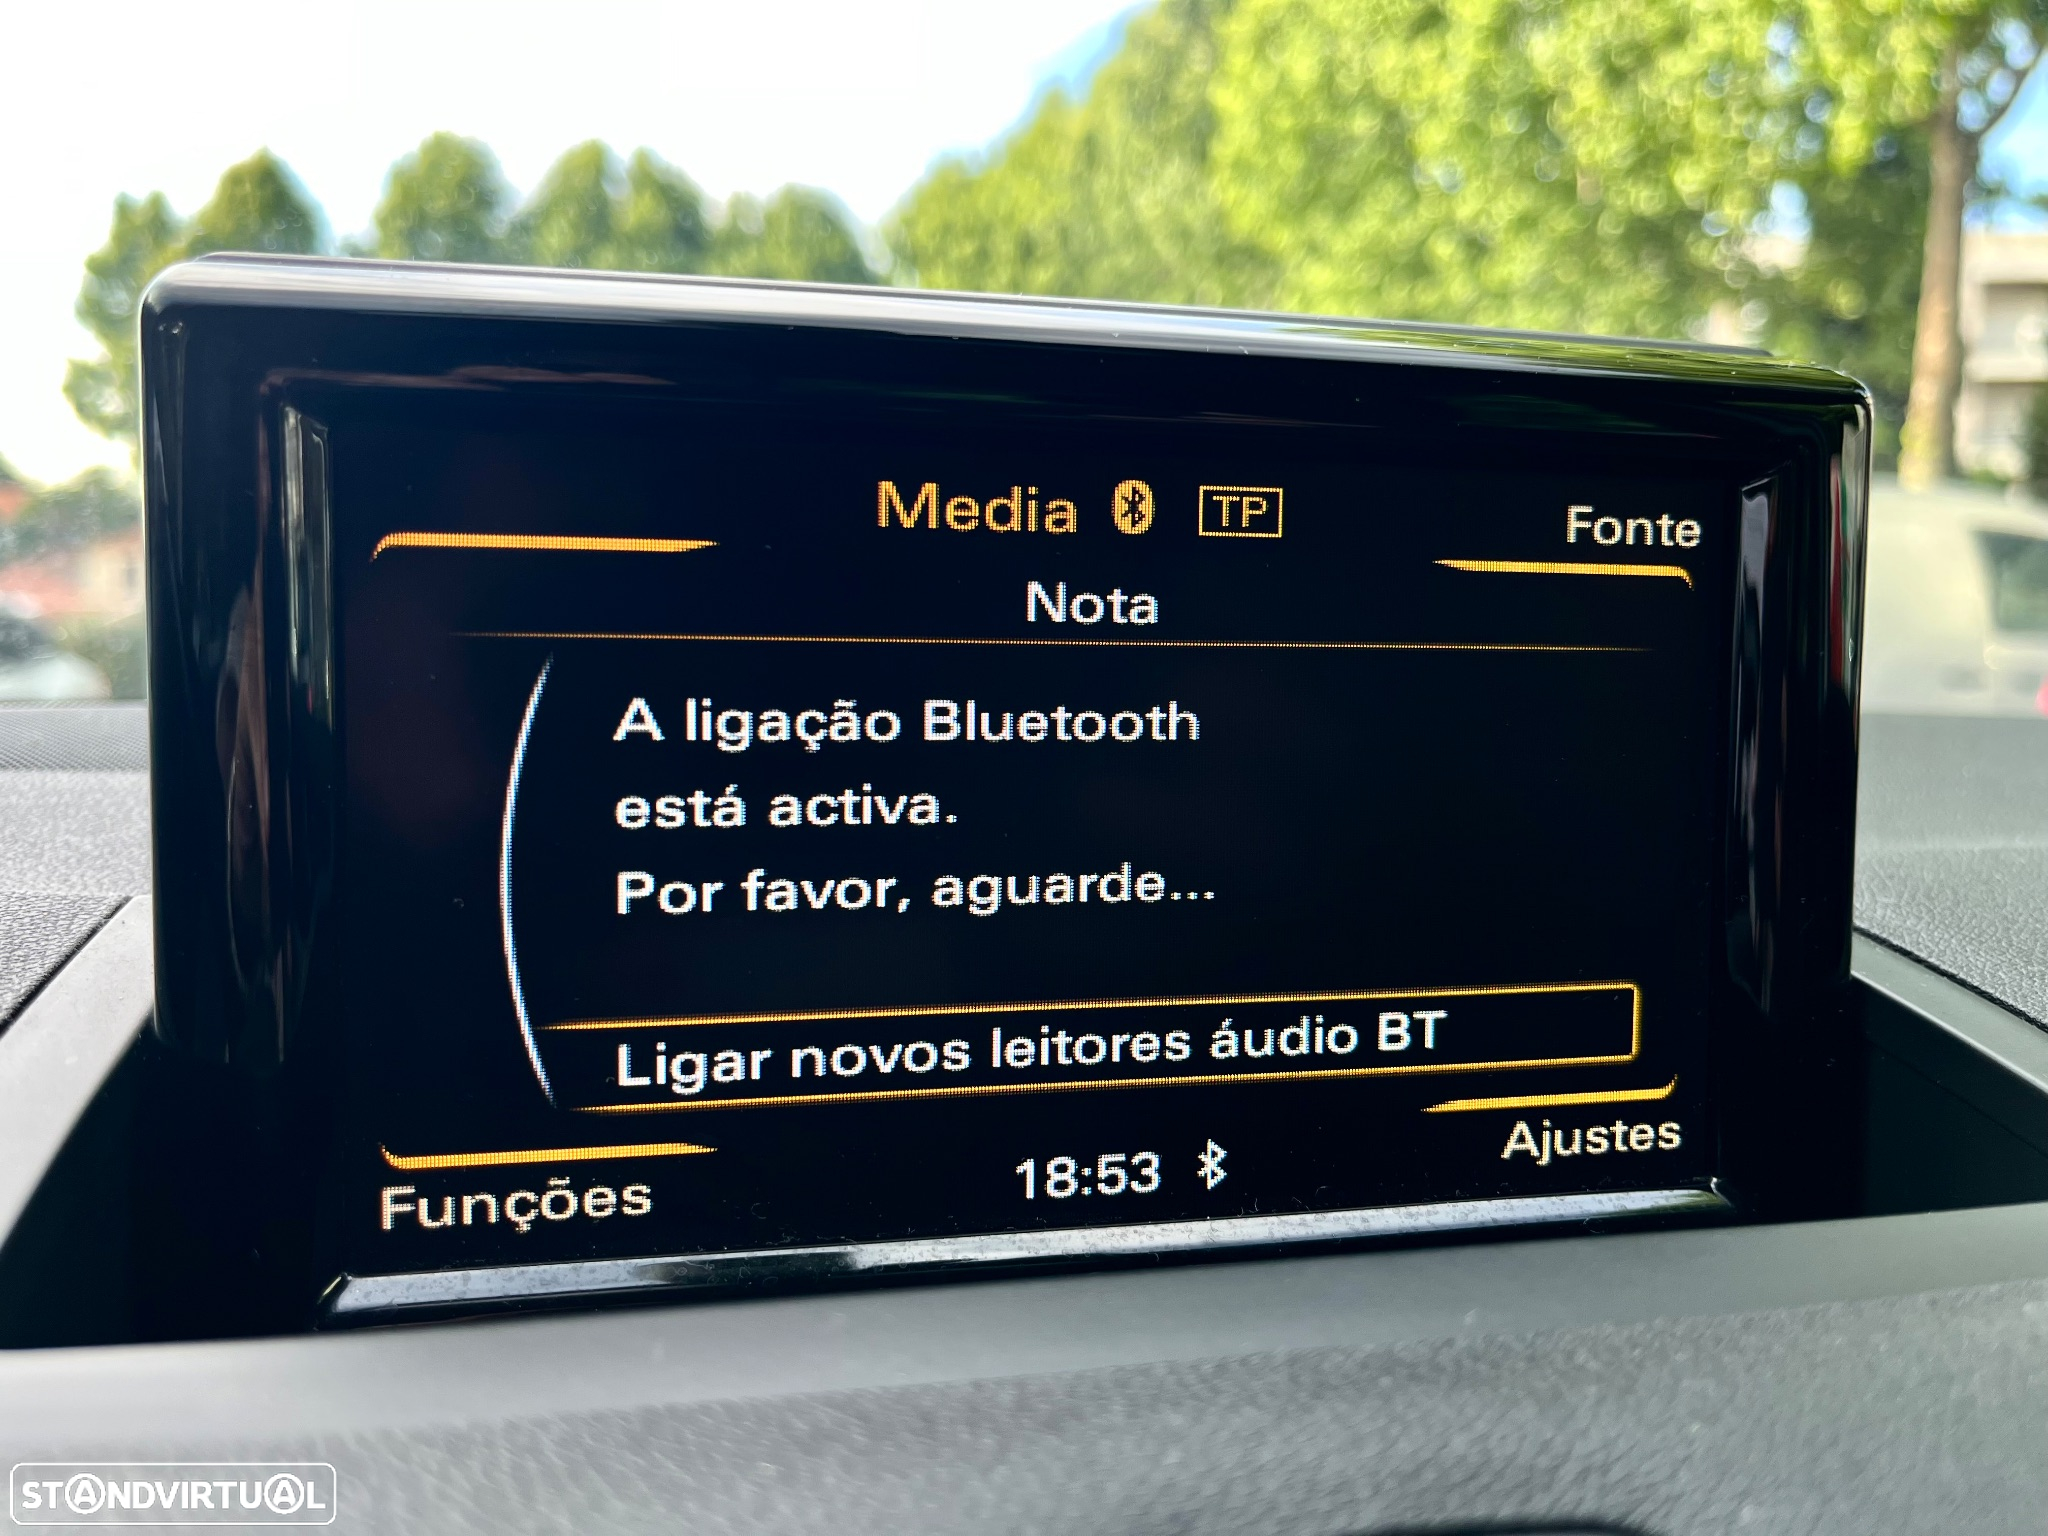 Media TP
Fonte
Nota
A ligação Bluetooth
está activa.
Por favor, aguarde...
Ligar novos leitores áudio BT
Funções
18:53
Ajustes
STANDVIRTUAL